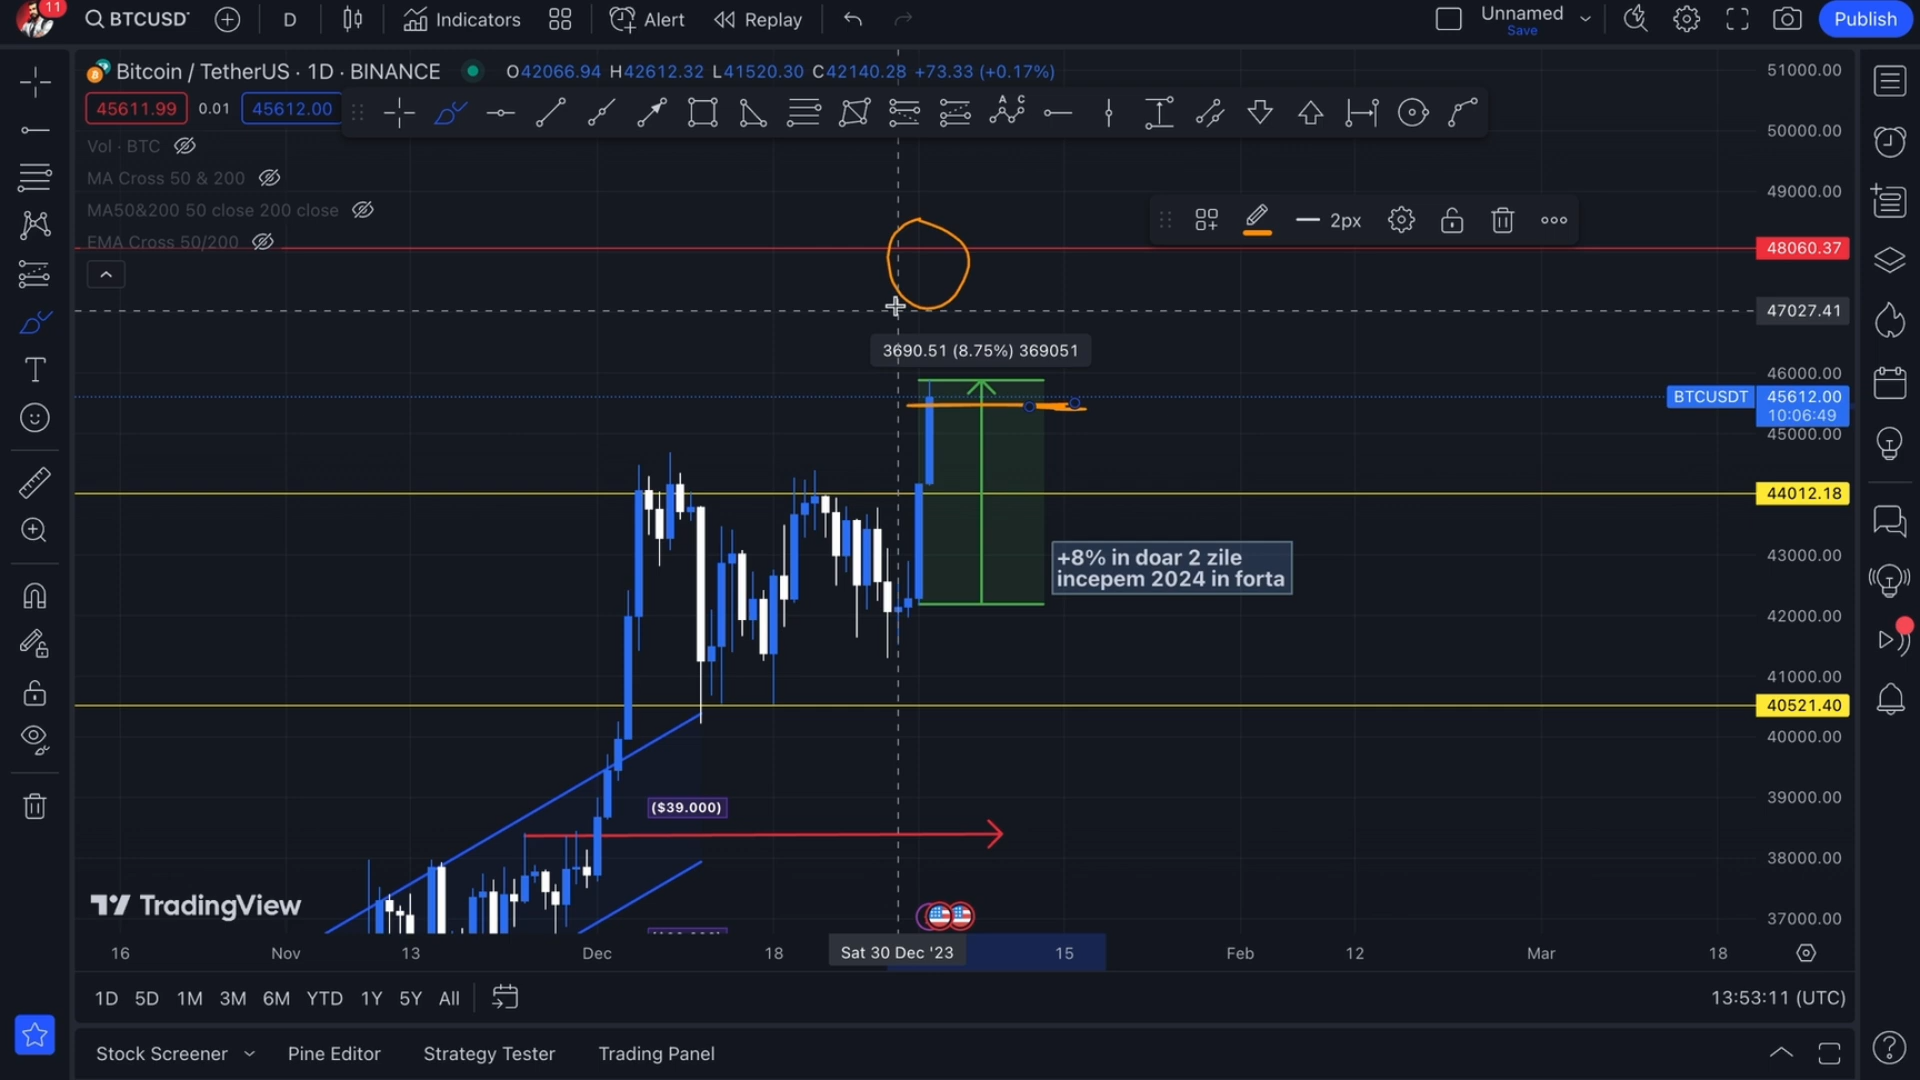 11
BTCUSD
D
Indicators
Alert
Replay
Unnamed
Save
Publish
Bitcoin / TetherUS · 1D · BINANCE
O42066.94 H42612.32 L41520.30 C42140.28 +73.33 (+0.17%)
45611.99 0.01 45612.00
Vol · BTC
MA Cross 50 & 200
MA50&200 50 close 200 close
EMA Cross 50/200
2px
A C
51000.00
50000.00
49000.00
48060.37
47027.41
46000.00
BTCUSDT 45612.00
10:06:49
45000.00
44012.18
43000.00
42000.00
41000.00
40521.40
40000.00
39000.00
38000.00
37000.00
3690.51 (8.75%) 369051
+8% in doar 2 zile
incepem 2024 in forta
($39.000)
TradingView
16 Nov 13 Dec 18 Sat 30 Dec '23 15 Feb 12 Mar 18
1D 5D 1M 3M 6M YTD 1Y 5Y All
13:53:11 (UTC)
Stock Screener Pine Editor Strategy Tester Trading Panel